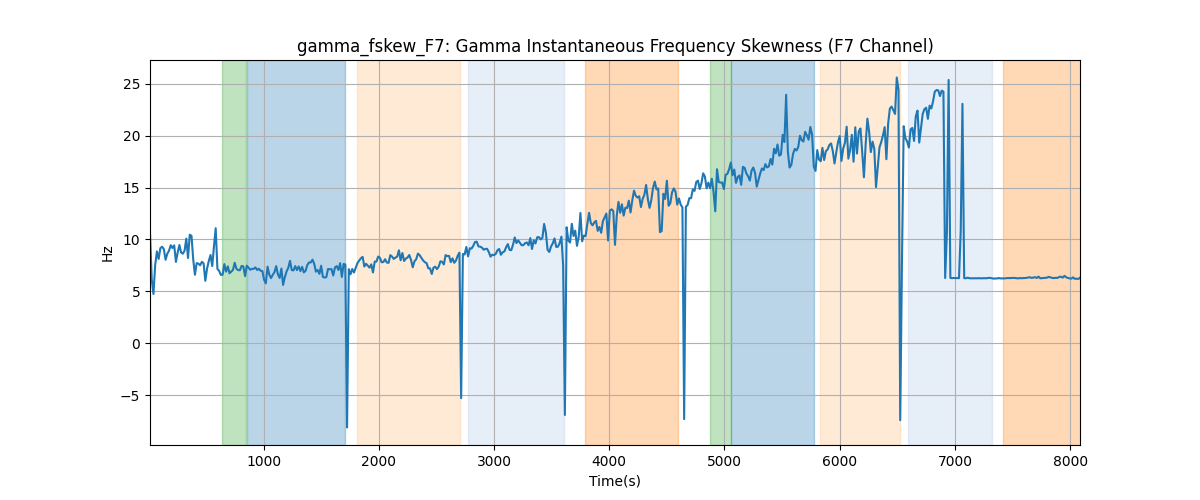 gamma_fskew_F7: Gamma Instantaneous Frequency Skewness (F7 Channel)
25
20
15
10
5
0
−5
Hz
1000 2000 3000 4000 5000 6000 7000 8000
Time(s)